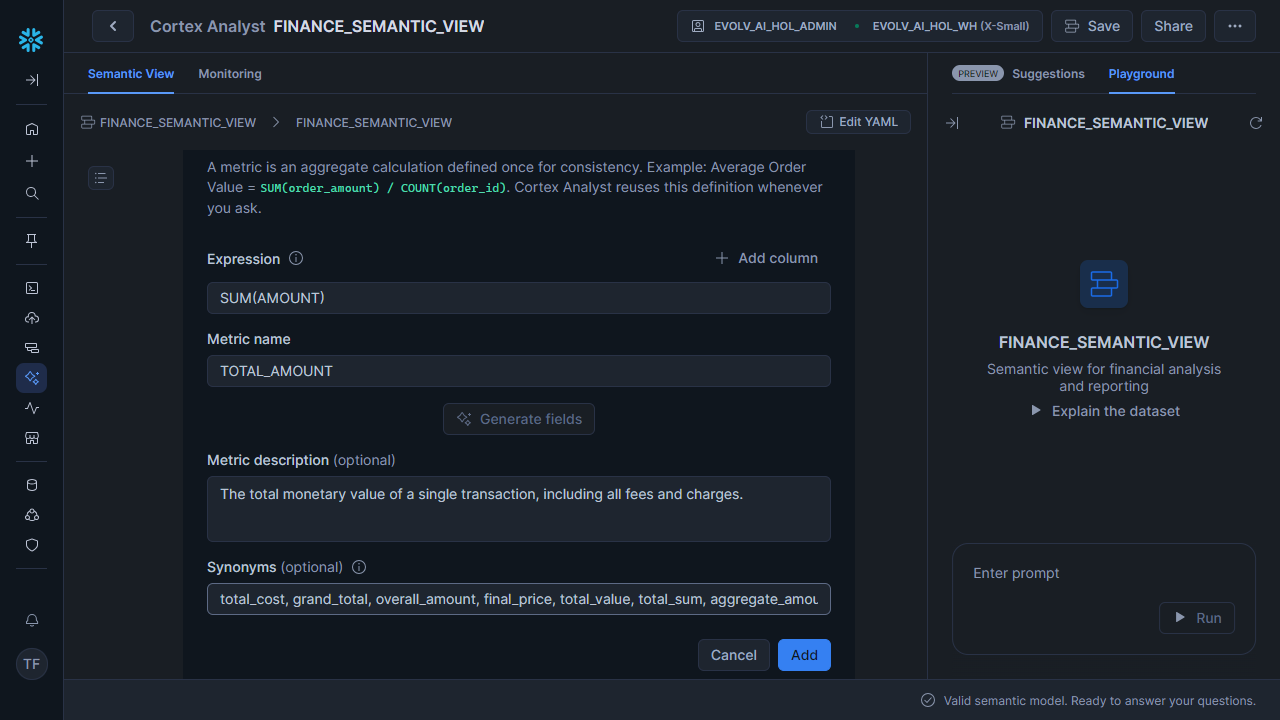 Cortex Analyst FINANCE_SEMANTIC_VIEW
EVOLV_AI_HOL_ADMIN • EVOLV_AI_HOL_WH (X-Small)
Save
Share
Semantic View
Monitoring
PREVIEW
Suggestions
Playground
FINANCE_SEMANTIC_VIEW > FINANCE_SEMANTIC_VIEW
Edit YAML
FINANCE_SEMANTIC_VIEW
A metric is an aggregate calculation defined once for consistency. Example: Average Order
Value = SUM(order_amount) / COUNT(order_id). Cortex Analyst reuses this definition whenever
you ask.
Expression
Add column
SUM(AMOUNT)
Metric name
TOTAL_AMOUNT
Generate fields
Metric description (optional)
The total monetary value of a single transaction, including all fees and charges.
Synonyms (optional)
total_cost, grand_total, overall_amount, final_price, total_value, total_sum, aggregate_amou
Cancel
Add
FINANCE_SEMANTIC_VIEW
Semantic view for financial analysis
and reporting
Explain the dataset
Enter prompt
Run
TF
Valid semantic model. Ready to answer your questions.